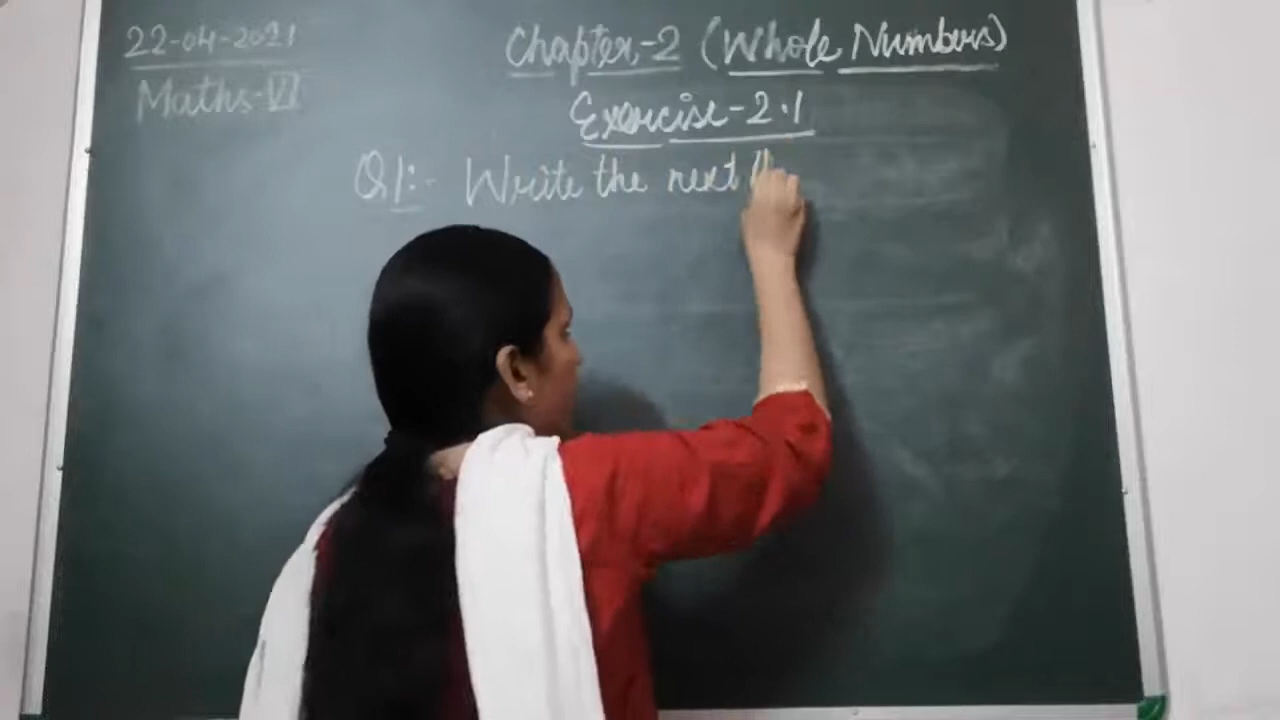 22-04-2021
Maths-VI
Chapter-2 (Whole Numbers)
Exercise-2.1
Q1:- Write the next